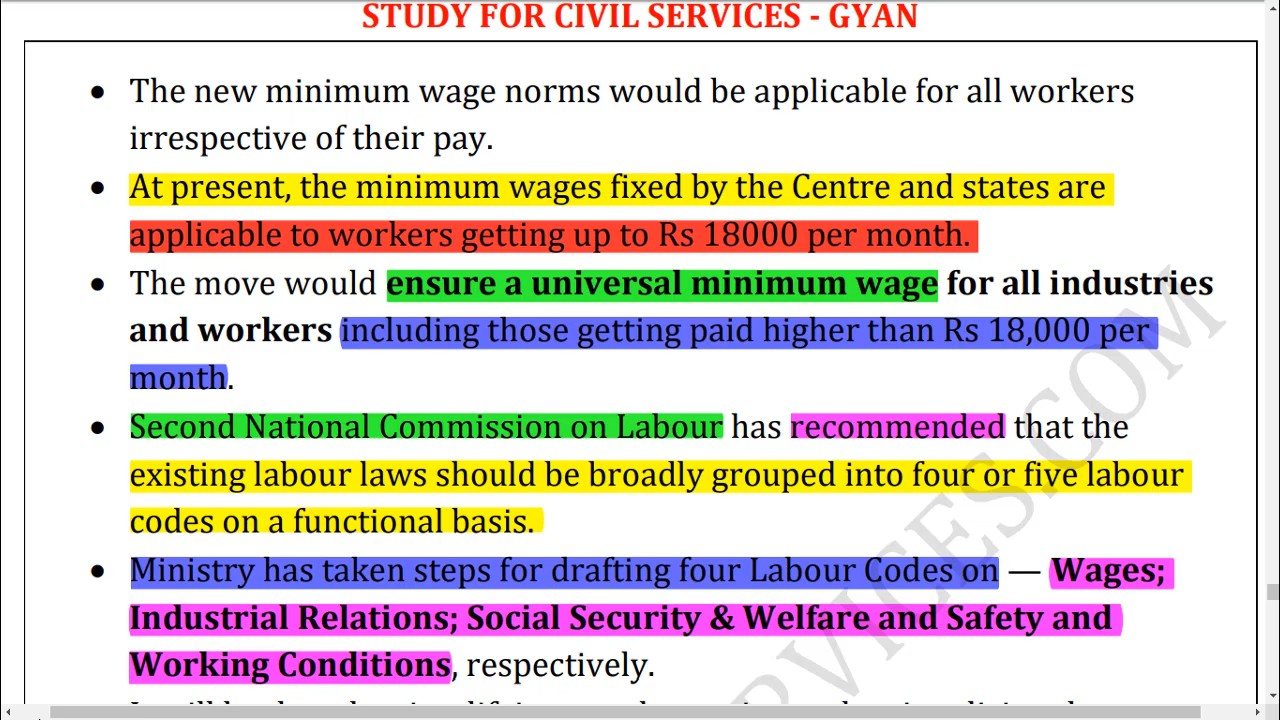 STUDY FOR CIVIL SERVICES - GYAN
• The new minimum wage norms would be applicable for all workers
irrespective of their pay.
• At present, the minimum wages fixed by the Centre and states are
applicable to workers getting up to Rs 18000 per month.
• The move would ensure a universal minimum wage for all industries
and workers including those getting paid higher than Rs 18,000 per
month.
• Second National Commission on Labour has recommended that the
existing labour laws should be broadly grouped into four or five labour
codes on a functional basis.
• Ministry has taken steps for drafting four Labour Codes on — Wages;
Industrial Relations; Social Security & Welfare and Safety and
Working Conditions, respectively.
RVICES.COM